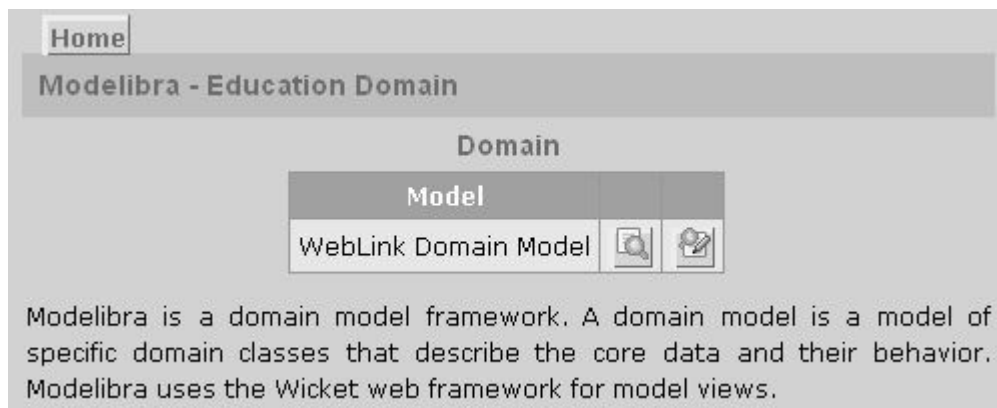 Home
Modelibra - Education Domain
Domain
Model
WebLink Domain Model
Modelibra is a domain model framework. A domain model is a model of
specific domain classes that describe the core data and their behavior.
Modelibra uses the Wicket web framework for model views.